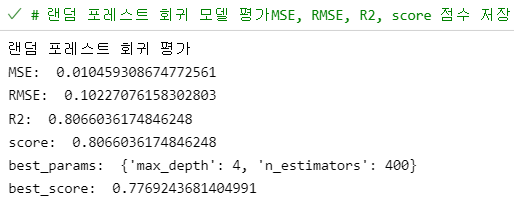 ✓ # 랜덤 포레스트 회귀 모델 평가MSE, RMSE, R2, score 점수 저장
랜덤 포레스트 회귀 평가
MSE:  0.010459308674772561
RMSE:  0.10227076158302803
R2:  0.8066036174846248
score:  0.8066036174846248
best_params:  {'max_depth': 4, 'n_estimators': 400}
best_score:  0.7769243681404991